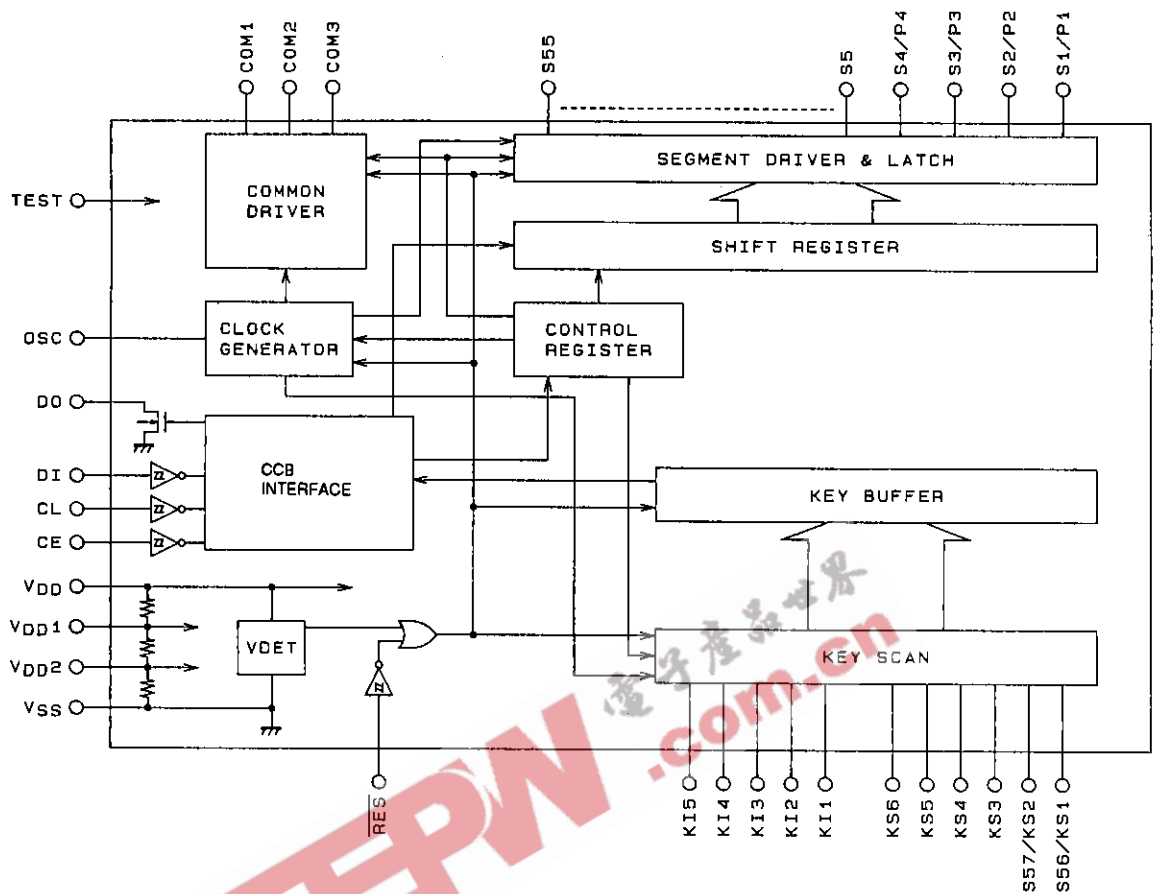 COM1
COM2
COM3
S55
S5
S4/P4
S3/P3
S2/P2
S1/P1
TEST
COMMON
DRIVER
SEGMENT DRIVER & LATCH
SHIFT REGISTER
OSC
CLOCK
GENERATOR
CONTROL
REGISTER
DO
DI
CL
CE
CCB
INTERFACE
KEY BUFFER
VDD
VDD1
VDD2
VSS
VDET
KEY SCAN
RES
KI5
KI4
KI3
KI2
KI1
KS6
KS5
KS4
KS3
S57/KS2
S56/KS1
電子產品世界
EEPW
.com.cn